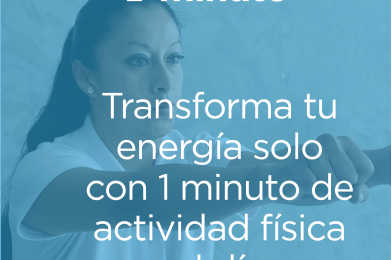 Transforma tu
energía solo
con 1 minuto de
actividad física